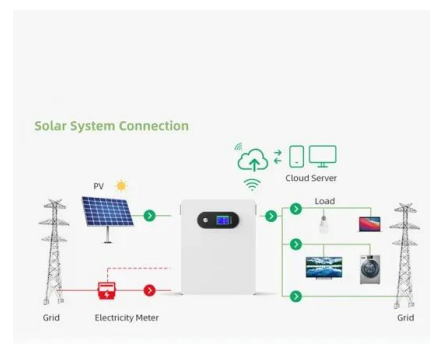 Solar System Connection
Cloud Server
PV
Load
Grid
Electricity Meter
Grid